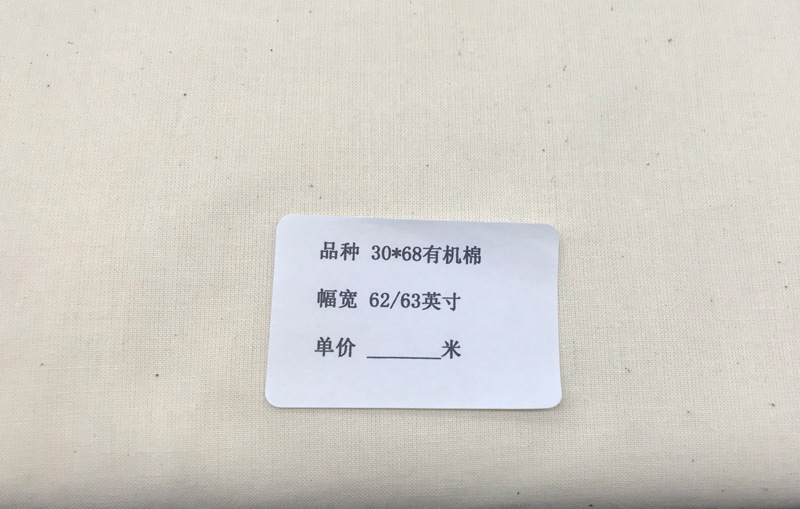 品种 30*68有机棉
幅宽 62/63英寸
单价 _______米